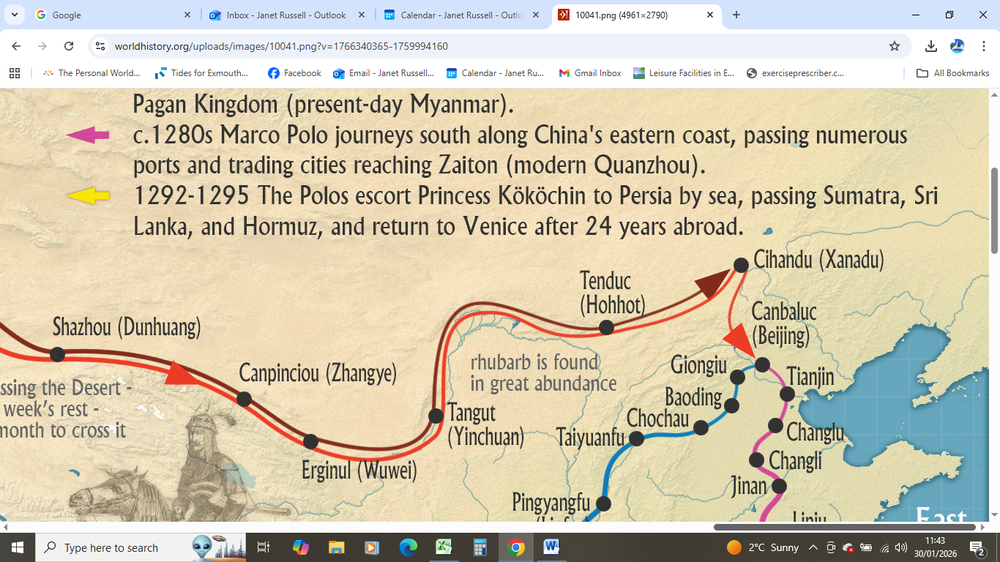 Google
Inbox - Janet Russell - Outlook
Calendar - Janet Russell - Outlo
10041.png (4961×2790)
worldhistory.org/uploads/images/10041.png?v=1766340365-1759994160
The Personal World...
Tides for Exmouth...
Facebook
Email - Janet Russell...
Calendar - Janet Ru...
Gmail Inbox
Leisure Facilities in E...
exerciseprescriber.c...
All Bookmarks
Pagan Kingdom (present-day Myanmar).
c.1280s Marco Polo journeys south along China's eastern coast, passing numerous
ports and trading cities reaching Zaiton (modern Quanzhou).
1292-1295 The Polos escort Princess Kököchin to Persia by sea, passing Sumatra, Sri
Lanka, and Hormuz, and return to Venice after 24 years abroad.
Cihandu (Xanadu)
Tenduc
(Hohhot)
Canbaluc
(Beijing)
Shazhou (Dunhuang)
Canpinciou (Zhangye)
rhubarb is found
in great abundance
Giongiu
Tianjin
ssing the Desert -
week's rest -
month to cross it
Baoding
Tangut
(Yinchuan)
Chochau
Changlu
Taiyuanfu
Erginul (Wuwei)
Changli
Jinan
Pingyangfu
East
Type here to search
2°C Sunny
11:43
30/01/2026
2